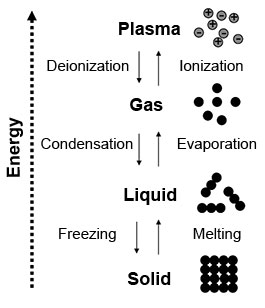 Plasma
Deionization
Ionization
Gas
Condensation
Evaporation
Liquid
Freezing
Melting
Solid
Energy